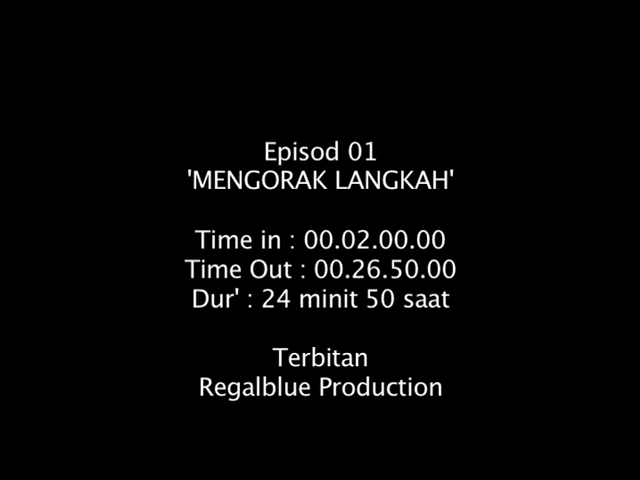 Episod 01
'MENGORAK LANGKAH'
Time in : 00.02.00.00
Time Out : 00.26.50.00
Dur' : 24 minit 50 saat
Terbitan
Regalblue Production